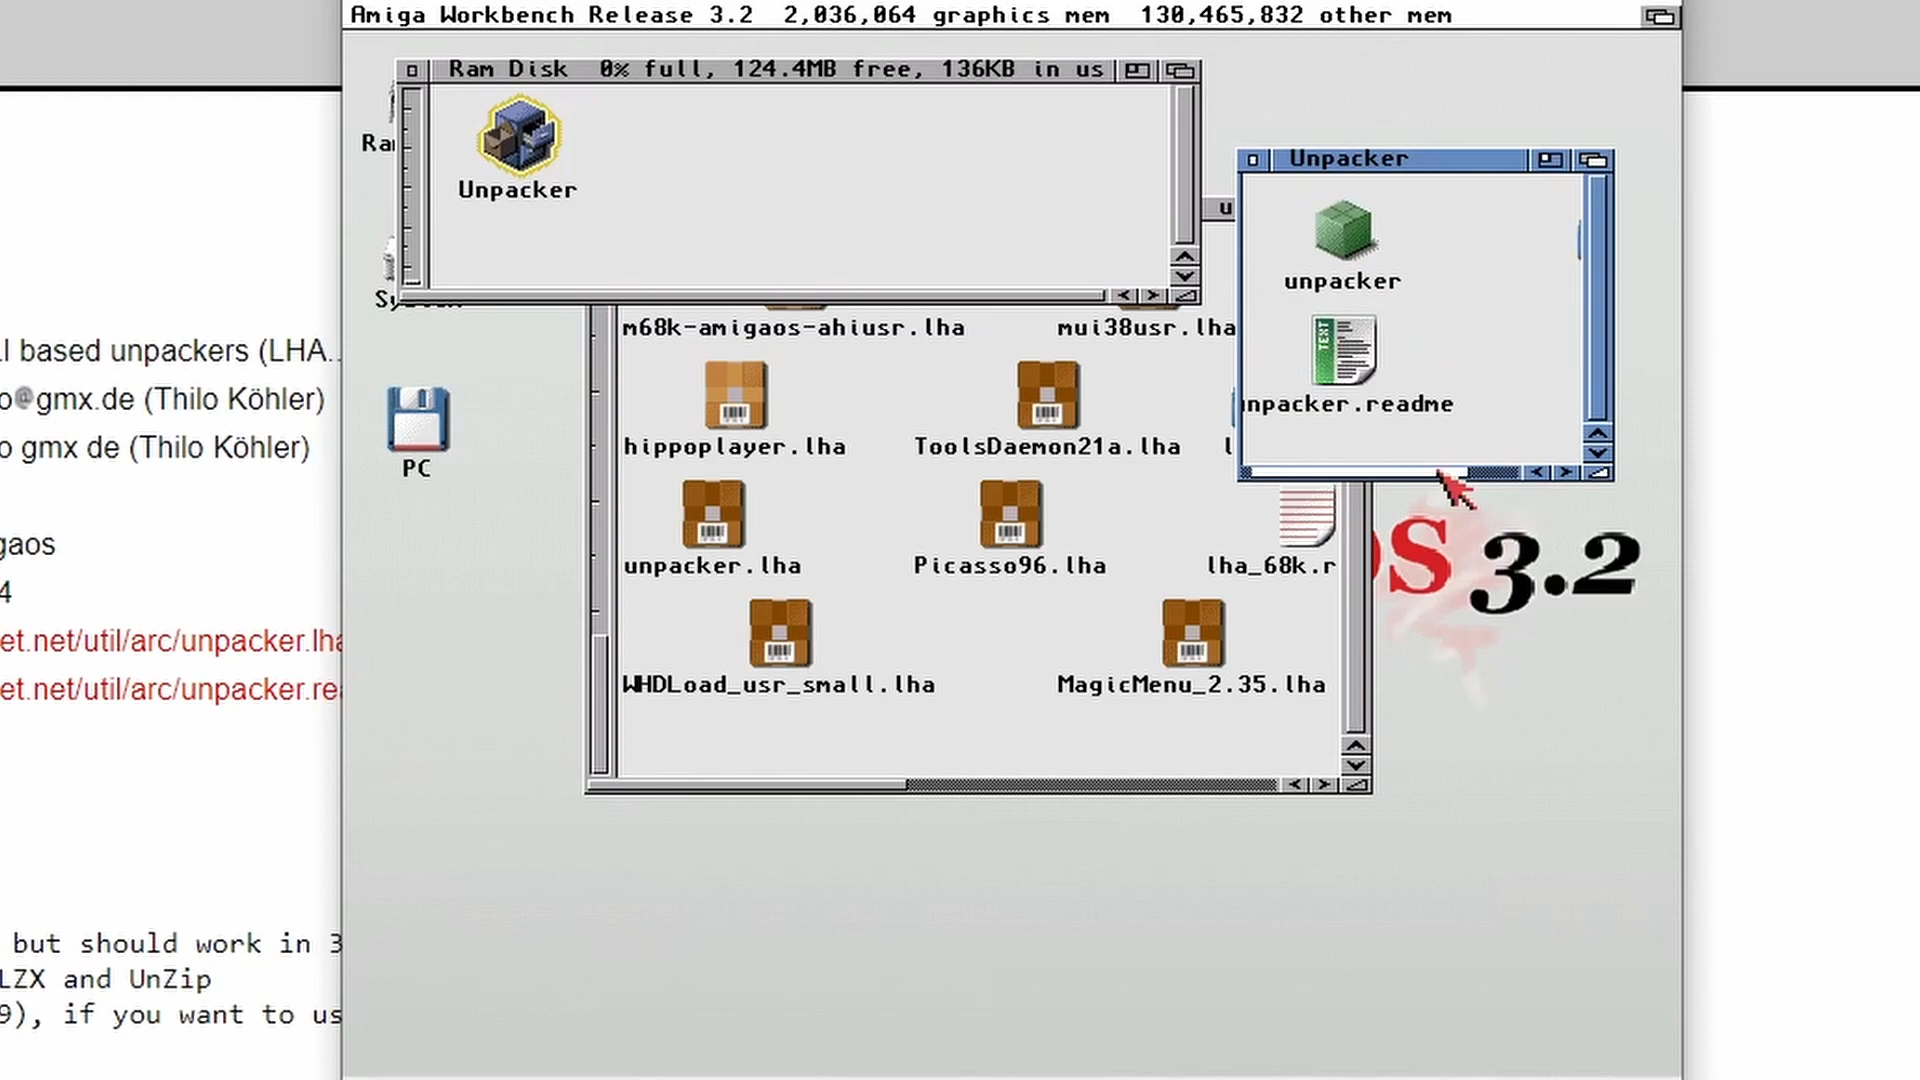 Amiga Workbench Release 3.2  2,036,064 graphics mem  130,465,832 other mem
Ram Disk  0% full, 124.4MB free, 136KB in us
Unpacker
Unpacker
unpacker
TEXT
unpacker.readme
m68k-amigaos-ahiusr.lha
mui38usr.lha
hippoplayer.lha
ToolsDaemon21a.lha
unpacker.lha
Picasso96.lha
lha_68k.r
WHDLoad_usr_small.lha
MagicMenu_2.35.lha
PC
OS 3.2
based unpackers (LHA..
o@gmx.de (Thilo Köhler)
o gmx de (Thilo Köhler)
gaos
4
et.net/util/arc/unpacker.lha
et.net/util/arc/unpacker.rea
but should work in 3
LZX and UnZip
9), if you want to us